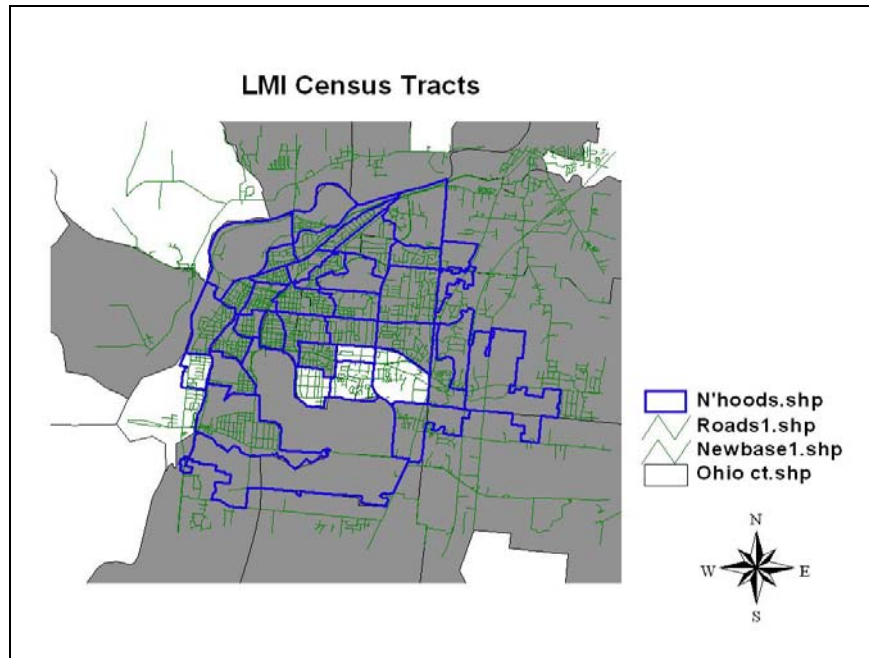 LMI Census Tracts
N'hoods.shp
Roads1.shp
Newbase1.shp
Ohio ct.shp
N
W E
S